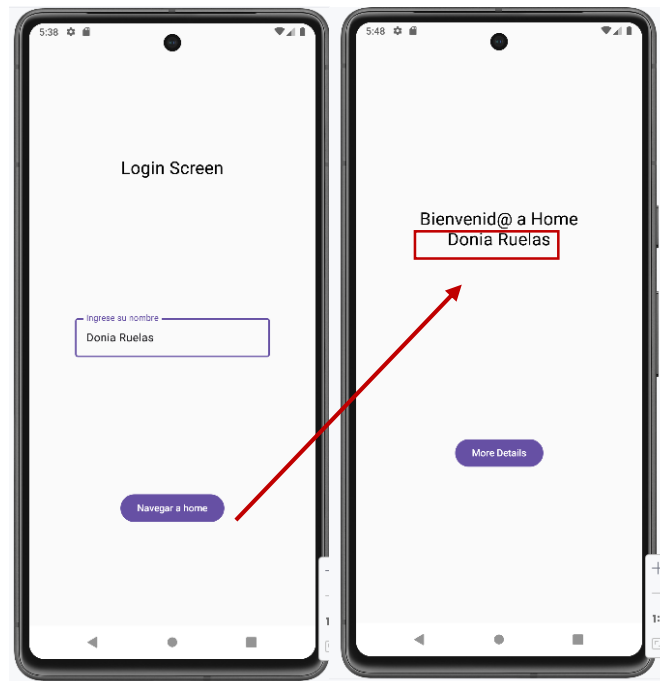 5:38
Login Screen
Ingrese su nombre
Donia Ruelas
Navegar a home
5:48
Bienvenid@ a Home
Donia Ruelas
More Details
1: